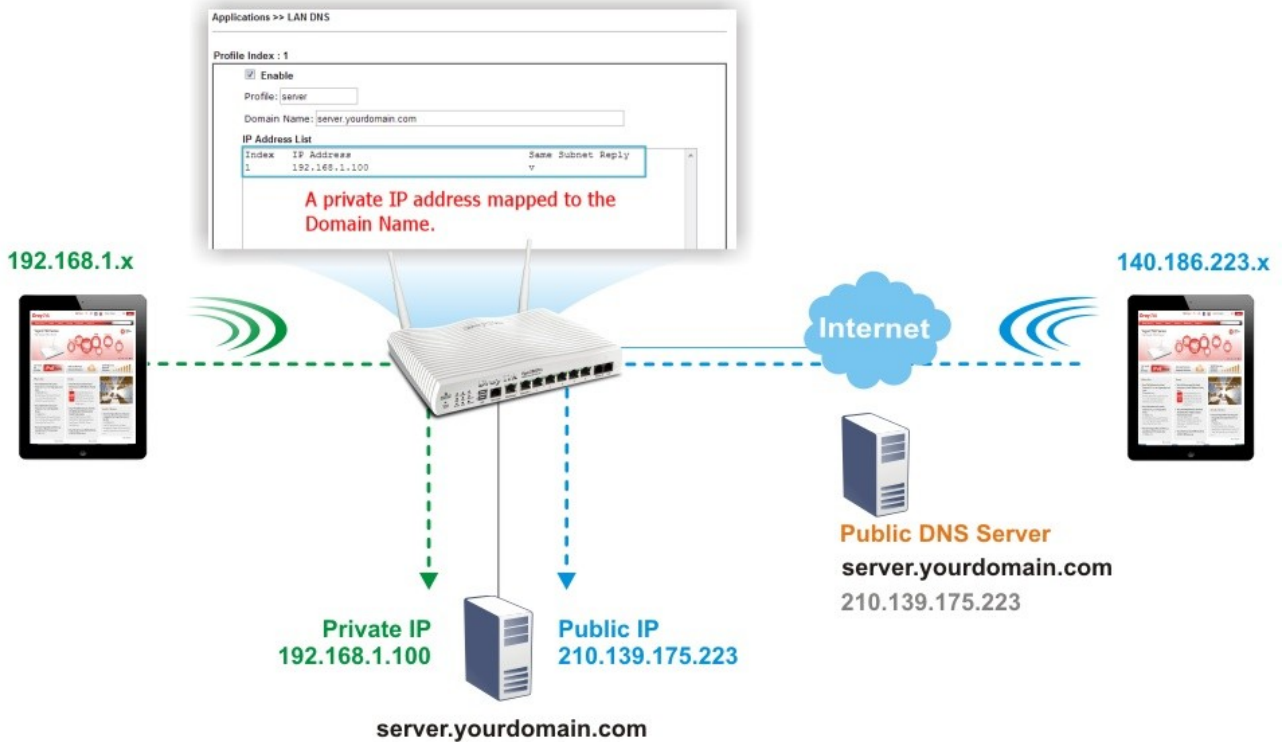 Applications >> LAN DNS
Profile Index : 1
Enable
Profile: server
Domain Name: server.yourdomain.com
IP Address List
Index IP Address Same Subnet Reply
1 192.168.1.100 v
A private IP address mapped to the
Domain Name.
192.168.1.x
140.186.223.x
Internet
Public DNS Server
server.yourdomain.com
210.139.175.223
Private IP
192.168.1.100
Public IP
210.139.175.223
server.yourdomain.com